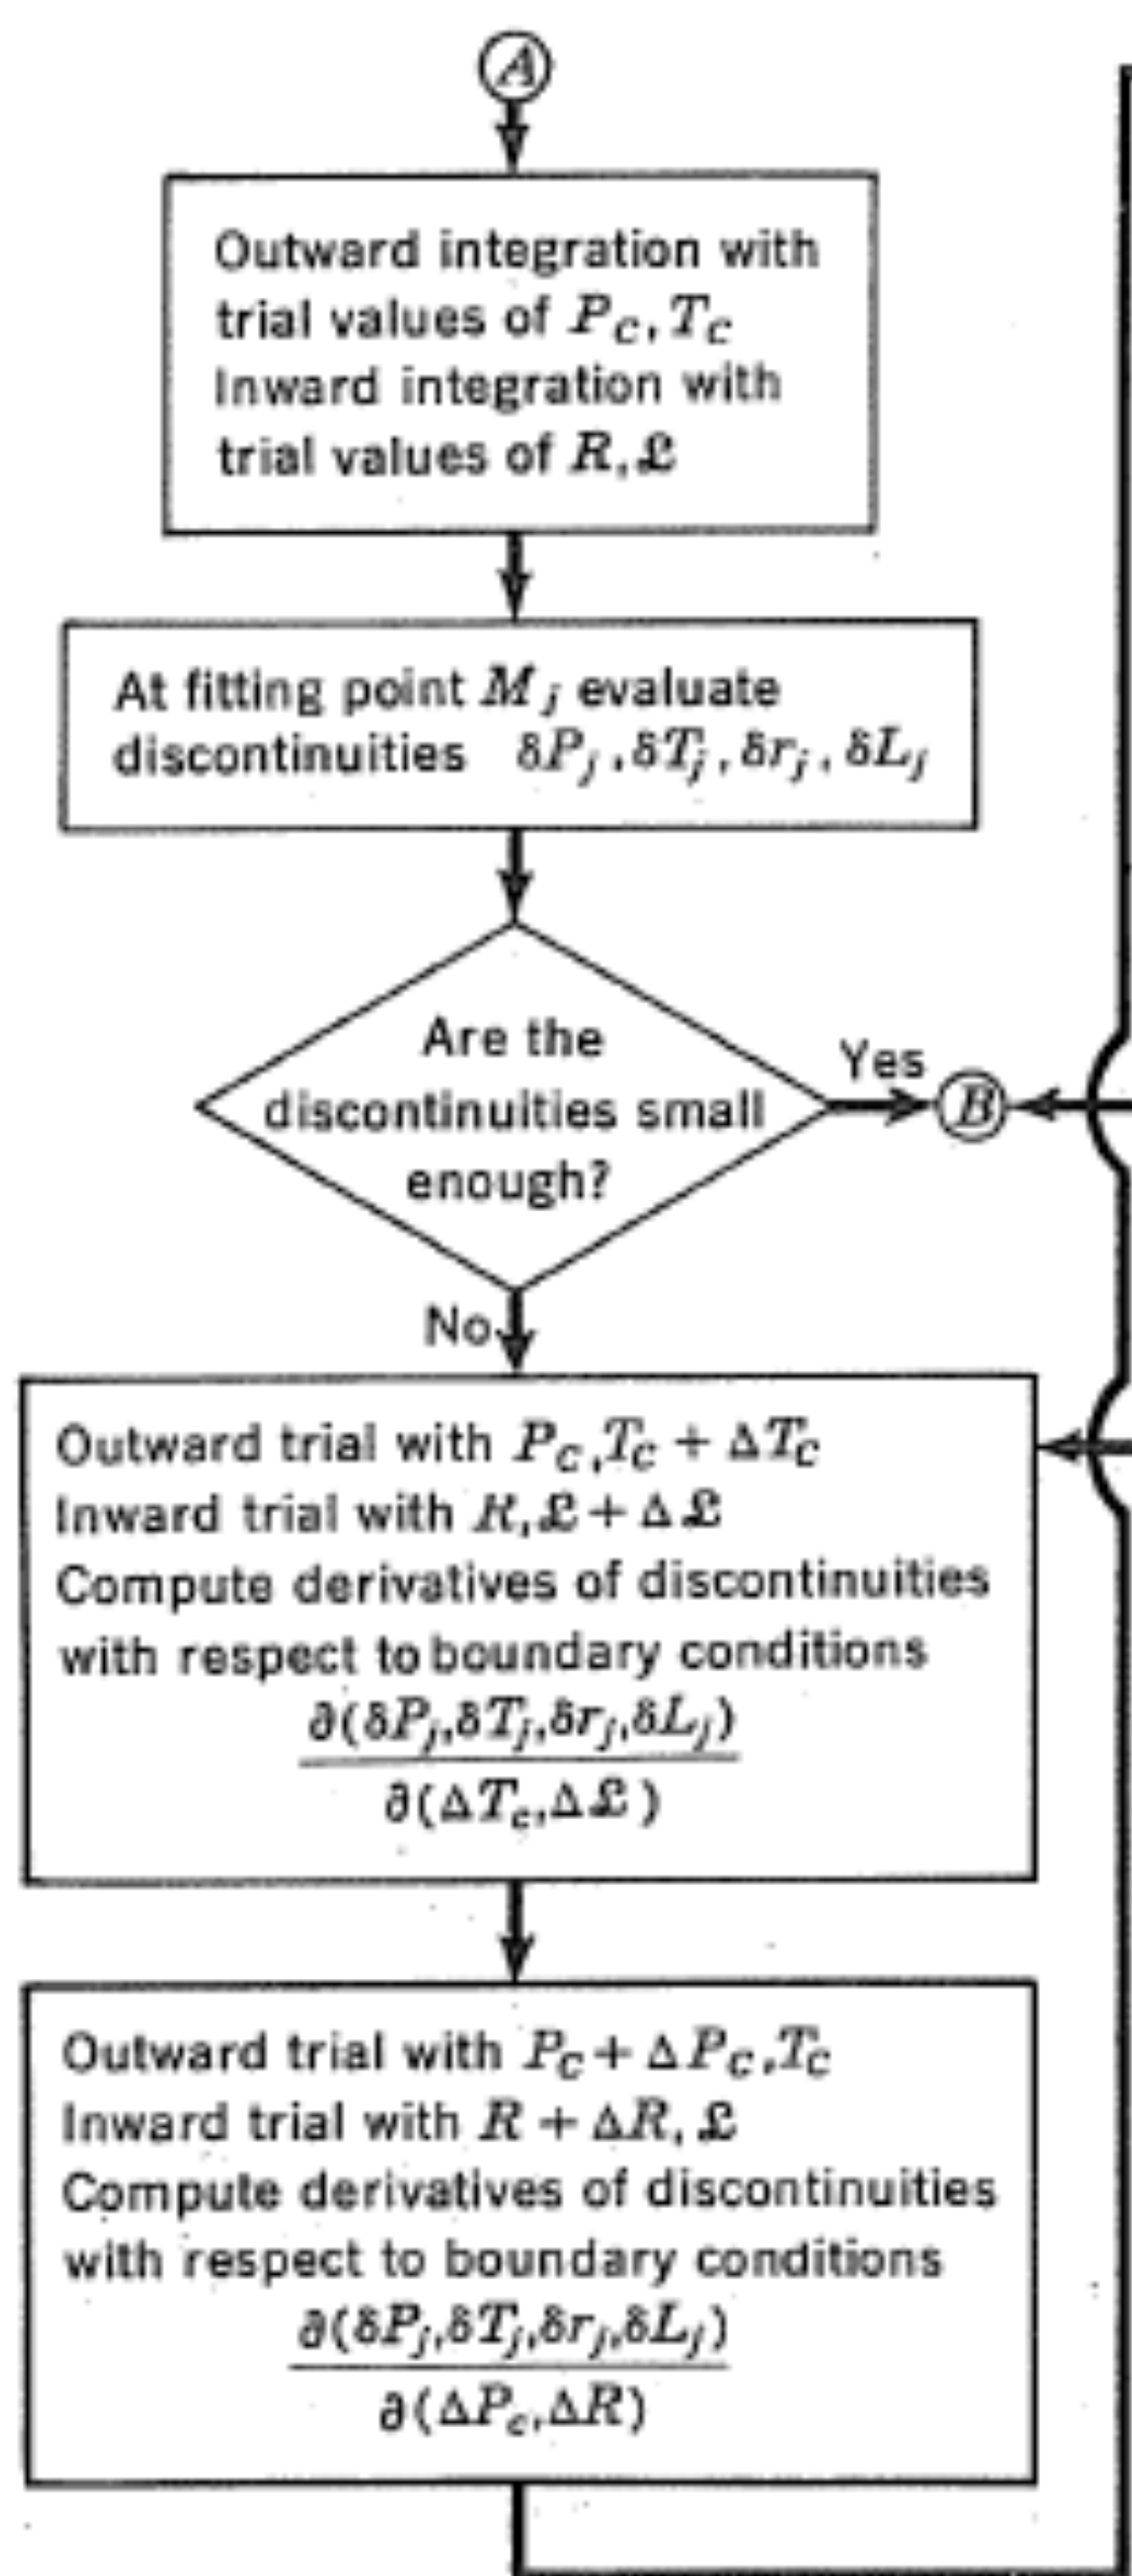 A
Outward integration with
trial values of P_C, T_C
Inward integration with
trial values of R, ℒ
At fitting point M_j evaluate
discontinuities δP_j, δT_j, δr_j, δL_j
Are the
discontinuities small
enough?
Yes
B
No
Outward trial with P_C, T_C + ΔT_C
Inward trial with R, ℒ + Δℒ
Compute derivatives of discontinuities
with respect to boundary conditions
∂(δP_j, δT_j, δr_j, δL_j)
∂(ΔT_c, Δℒ)
Outward trial with P_C + ΔP_C, T_C
Inward trial with R + ΔR, ℒ
Compute derivatives of discontinuities
with respect to boundary conditions
∂(δP_j, δT_j, δr_j, δL_j)
∂(ΔP_c, ΔR)